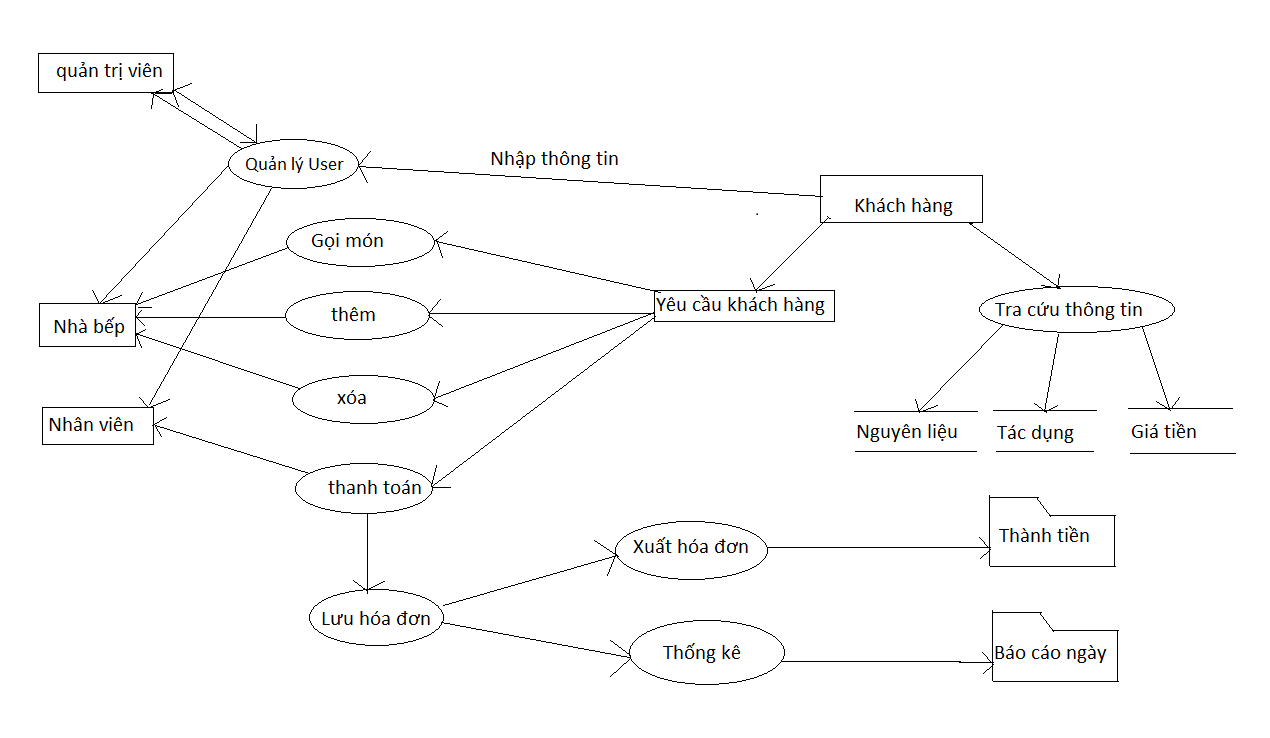 quản trị viên
Quản lý User
Nhập thông tin
Khách hàng
Gọi món
Yêu cầu khách hàng
Tra cứu thông tin
thêm
Nhà bếp
xóa
Nhân viên
Nguyên liệu
Tác dụng
Giá tiền
thanh toán
Xuất hóa đơn
Thành tiền
Lưu hóa đơn
Thống kê
Báo cáo ngày